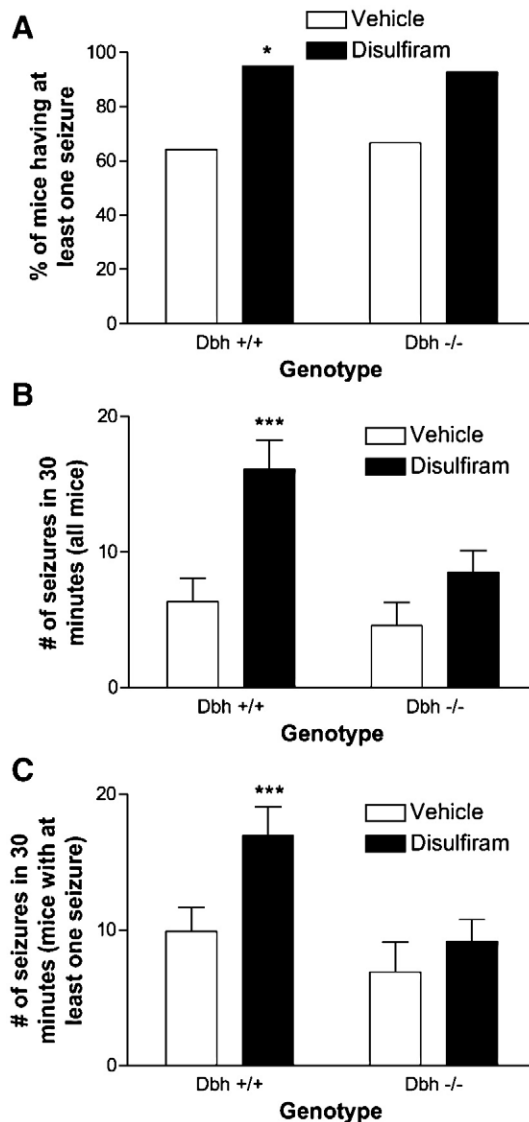 A
Vehicle
Disulfiram
*
% of mice having at
least one seizure
100
80
60
40
20
0
Dbh +/+
Dbh -/-
Genotype
B
# of seizures in 30
minutes (all mice)
20
10
0
***
Vehicle
Disulfiram
Dbh +/+
Dbh -/-
Genotype
C
# of seizures in 30
minutes (mice with at
least one seizure)
20
10
0
***
Vehicle
Disulfiram
Dbh +/+
Dbh -/-
Genotype